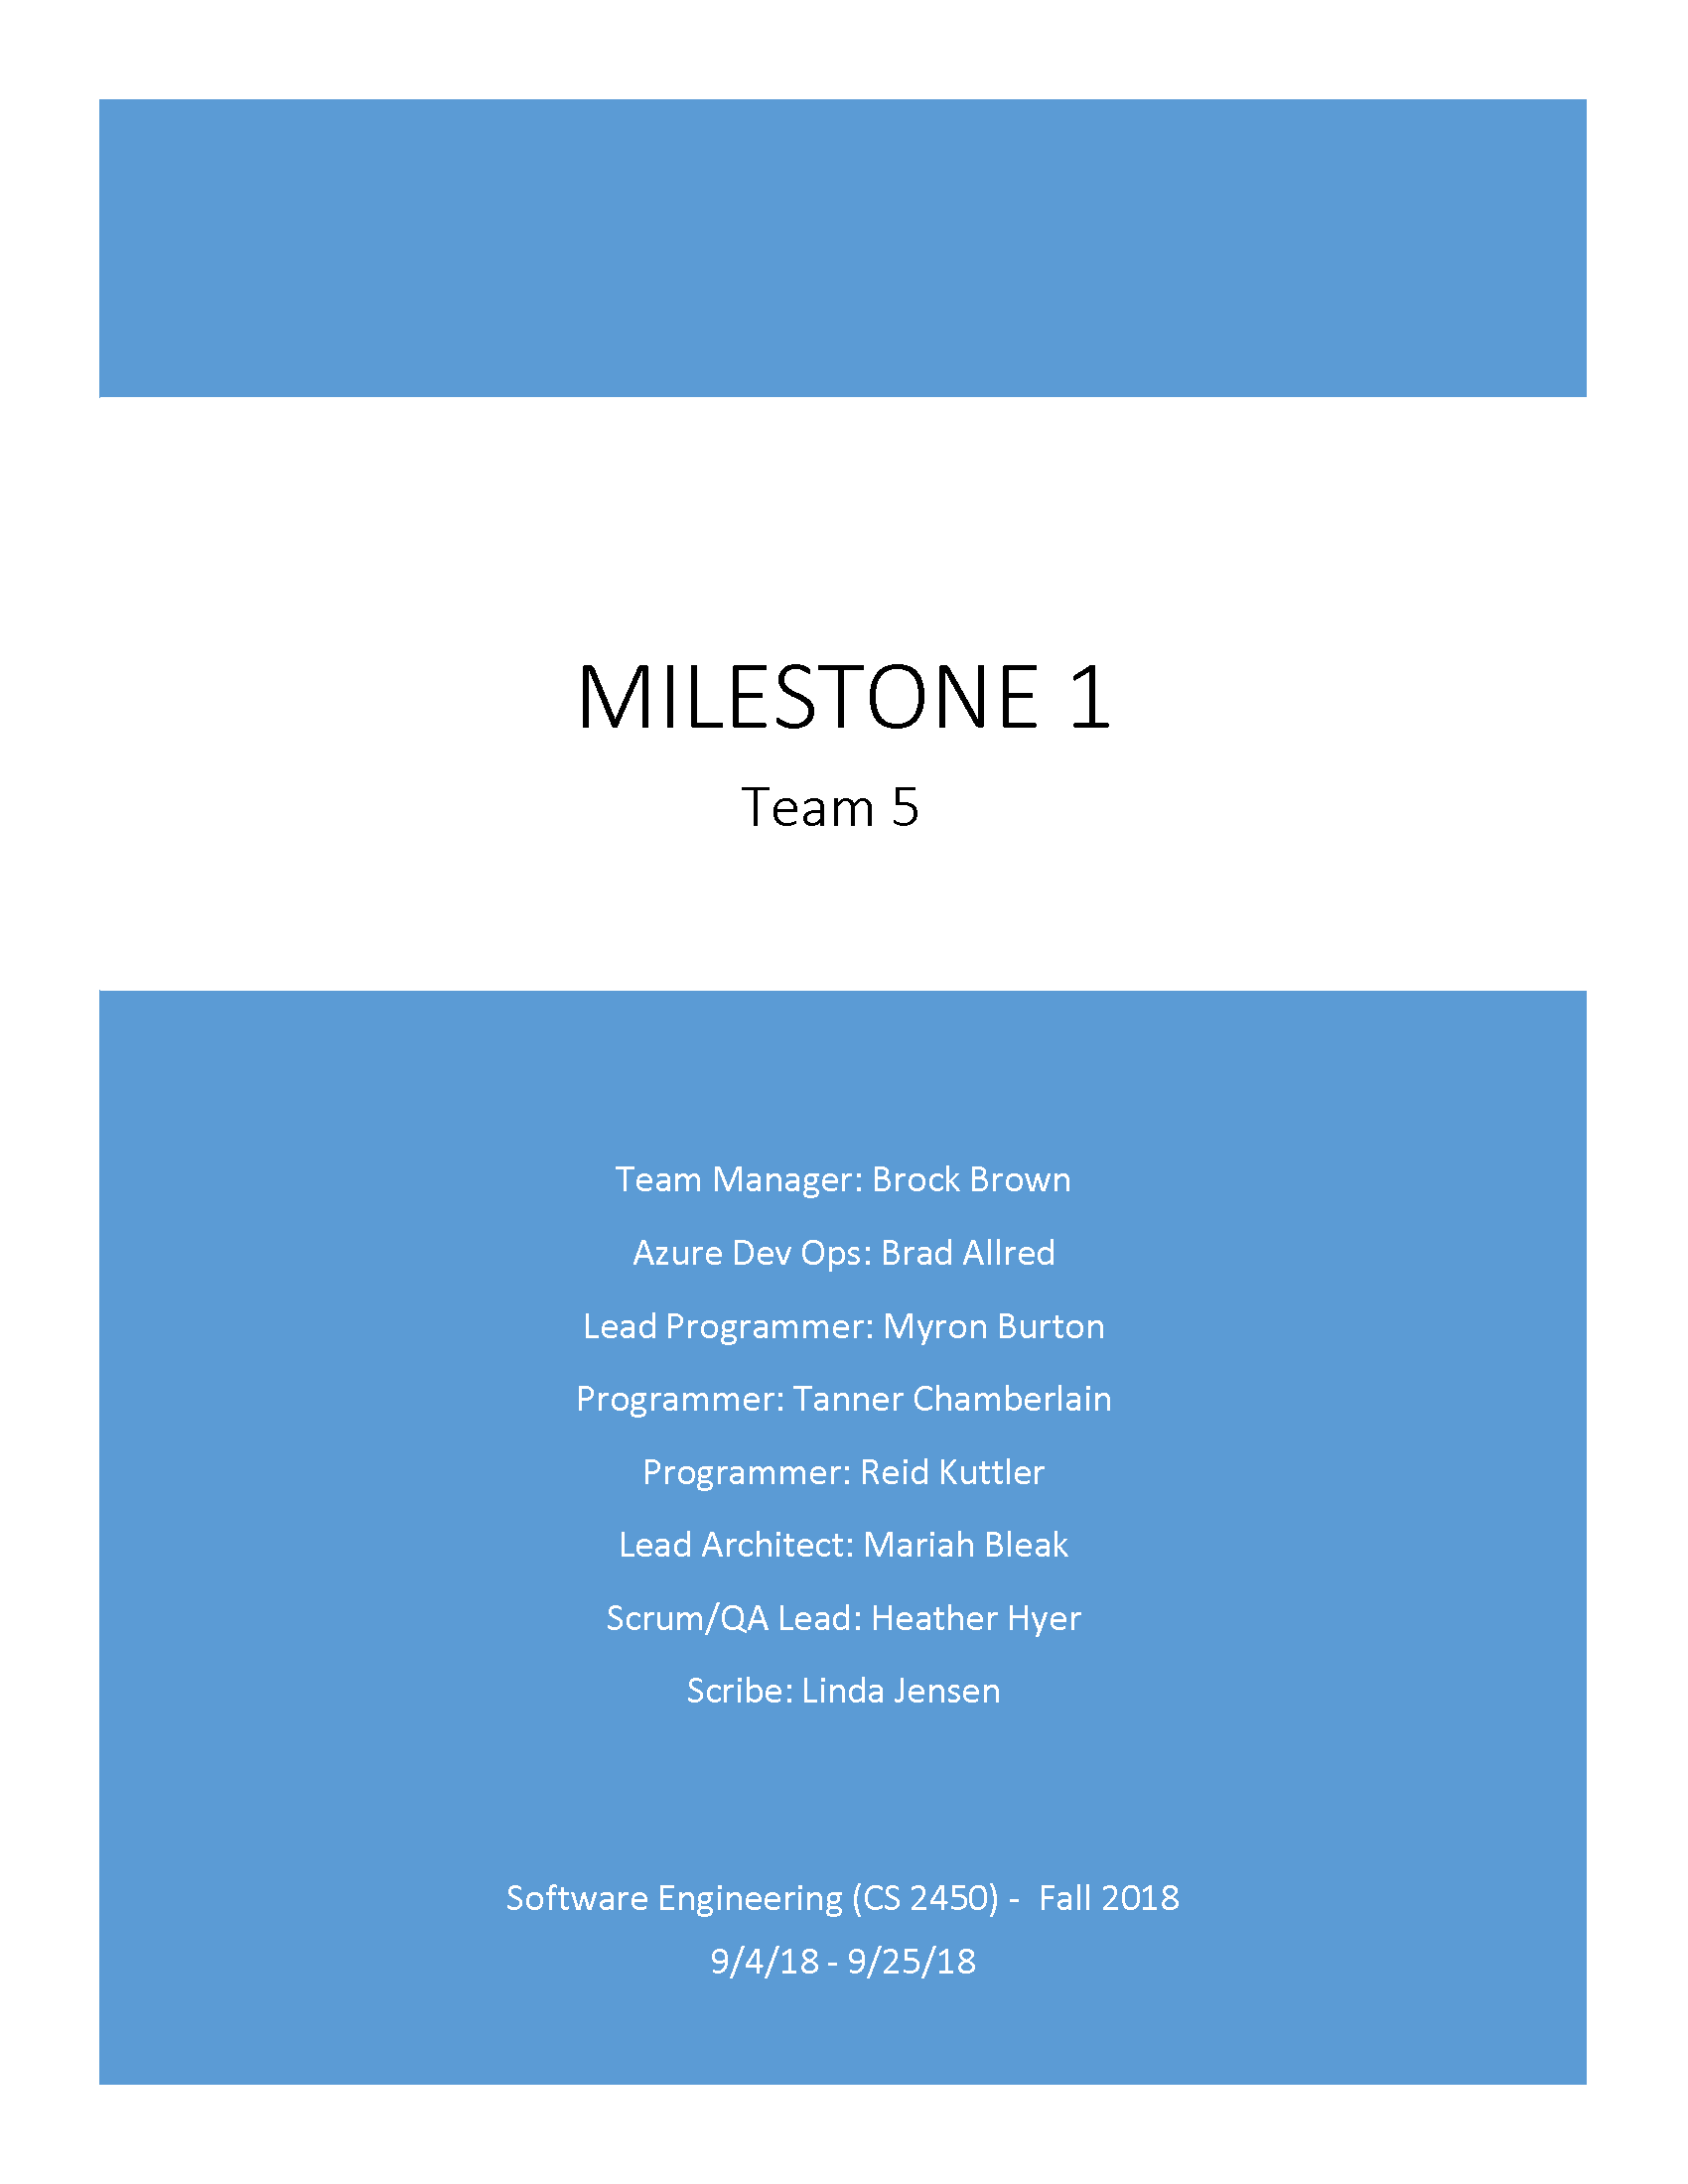 MILESTONE 1
Team 5
Team Manager: Brock Brown
Azure Dev Ops: Brad Allred
Lead Programmer: Myron Burton
Programmer: Tanner Chamberlain
Programmer: Reid Kuttler
Lead Architect: Mariah Bleak
Scrum/QA Lead: Heather Hyer
Scribe: Linda Jensen
Software Engineering (CS 2450) -  Fall 2018
9/4/18 - 9/25/18